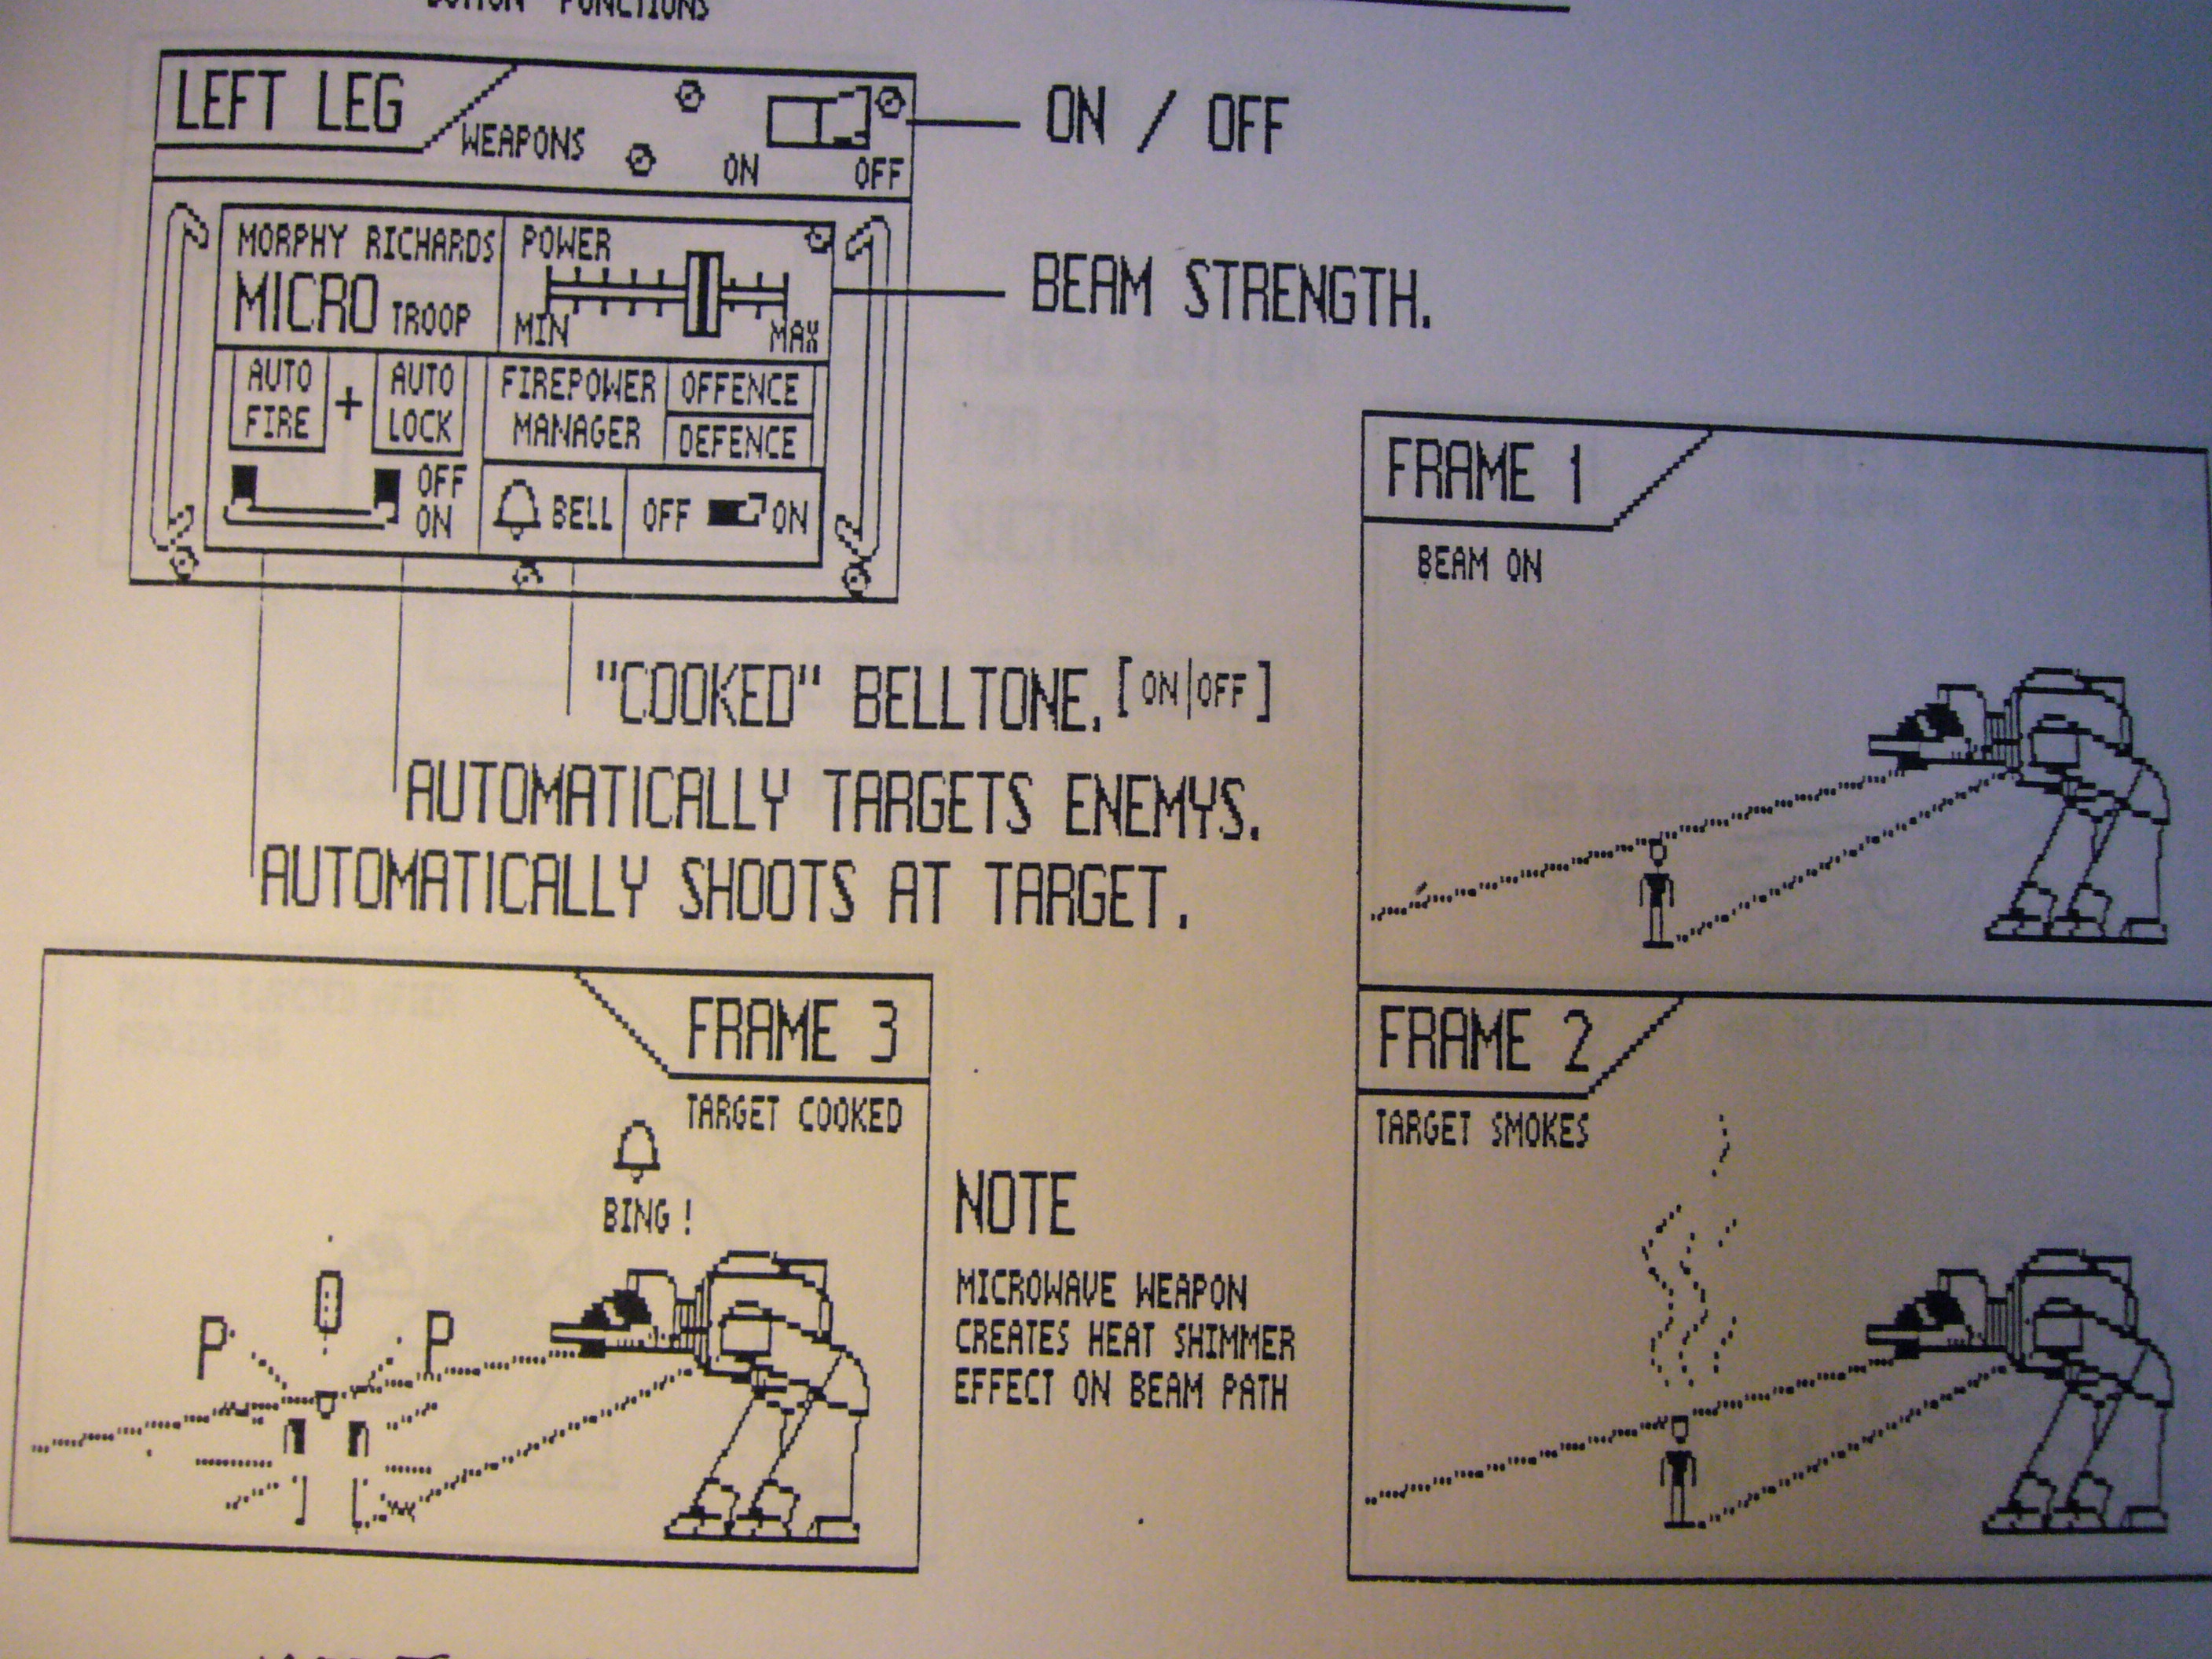 BUTTON FUNCTIONS
LEFT LEG
WEAPONS
ON OFF
ON / OFF
MORPHY RICHARDS
MICRO TROOP
POWER
MIN MAX
BEAM STRENGTH.
AUTO FIRE + AUTO LOCK
OFF
ON
FIREPOWER MANAGER
OFFENCE
DEFENCE
BELL
OFF ON
"COOKED" BELLTONE. [ON|OFF]
AUTOMATICALLY TARGETS ENEMYS.
AUTOMATICALLY SHOOTS AT TARGET.
FRAME 1
BEAM ON
FRAME 2
TARGET SMOKES
FRAME 3
TARGET COOKED
BING!
P O P
NOTE
MICROWAVE WEAPON
CREATES HEAT SHIMMER
EFFECT ON BEAM PATH